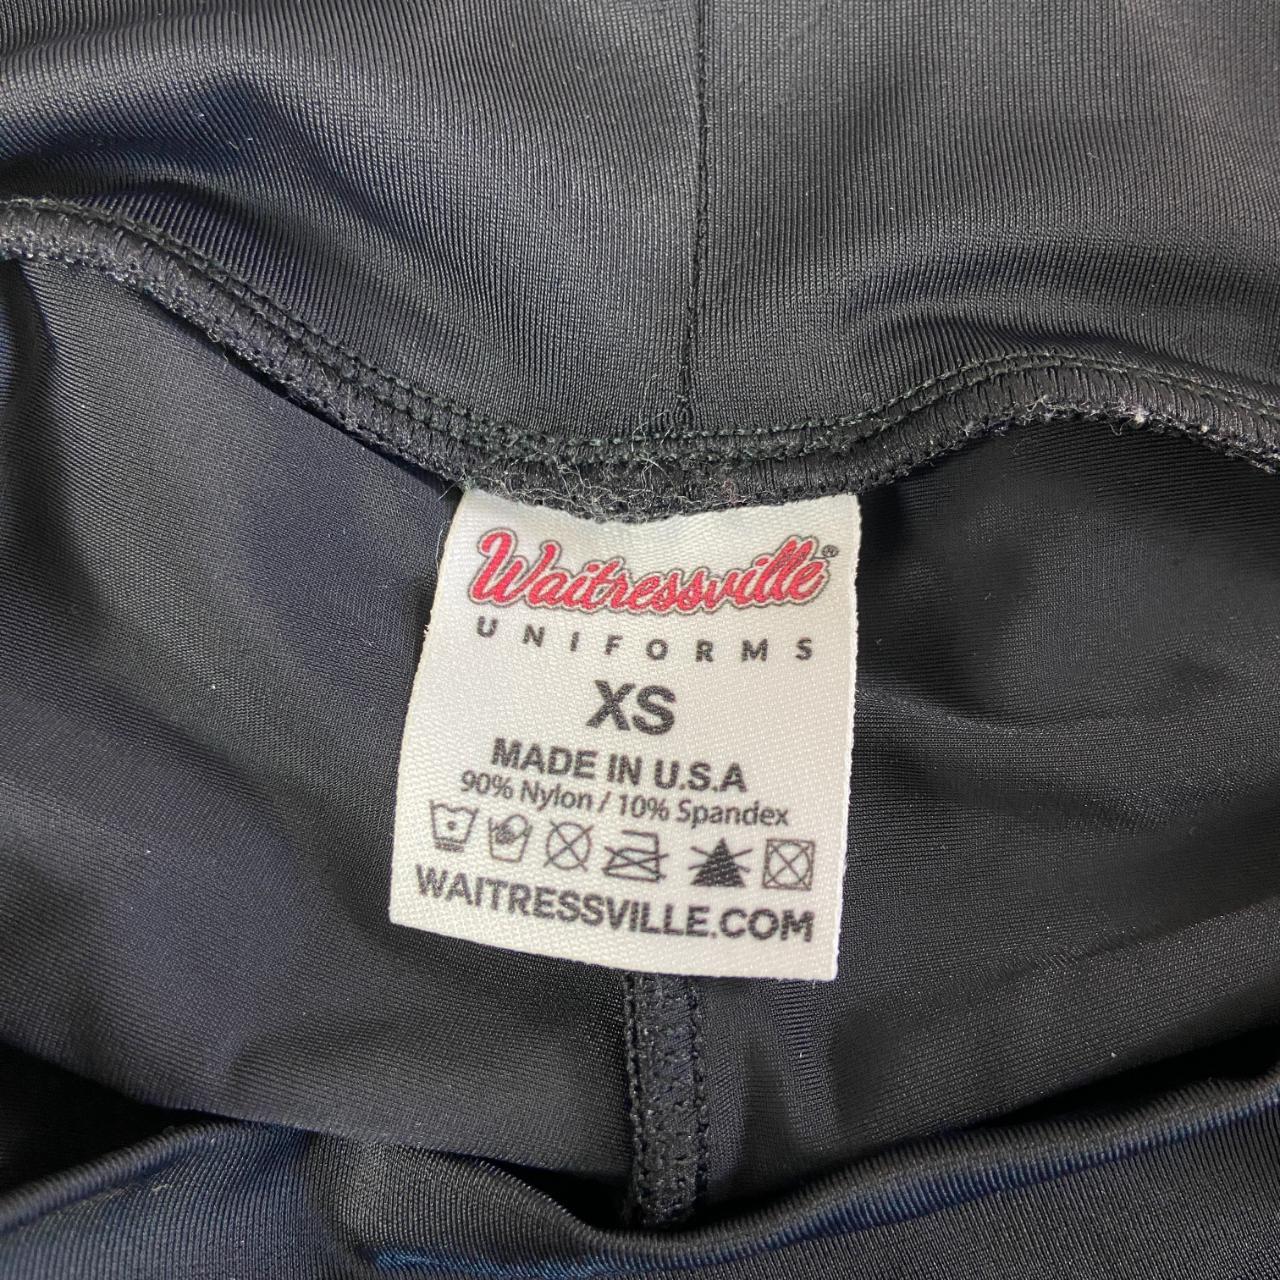 Waitressville®
UNIFORMS
XS
MADE IN U.S.A
90% Nylon / 10% Spandex
WAITRESSVILLE.COM